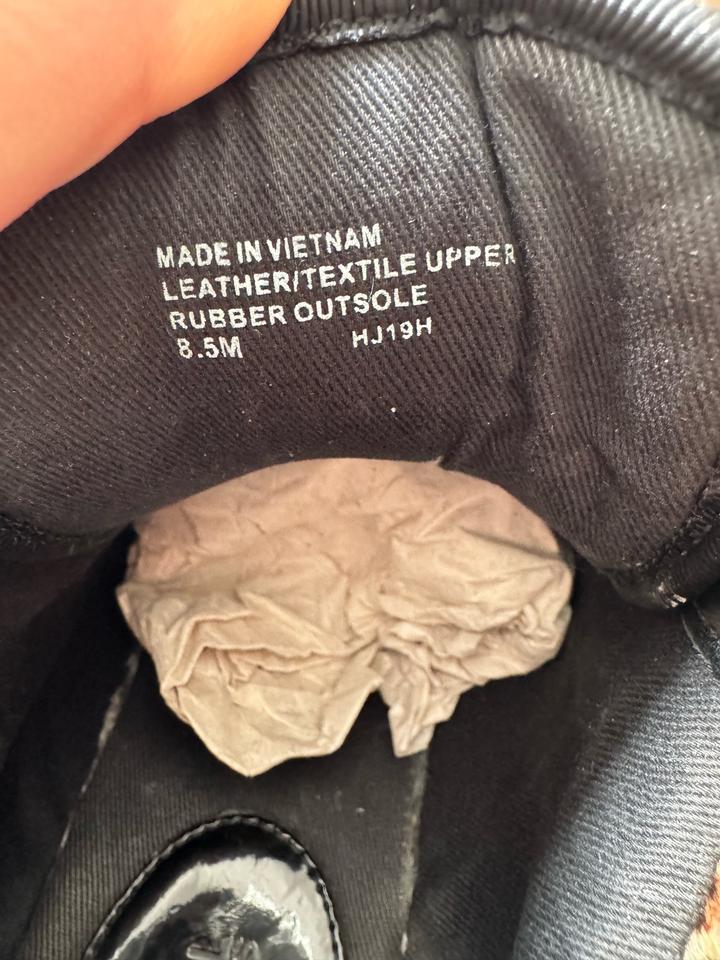 MADE IN VIETNAM
LEATHER/TEXTILE UPPER
RUBBER OUTSOLE
8.5M HJ19H